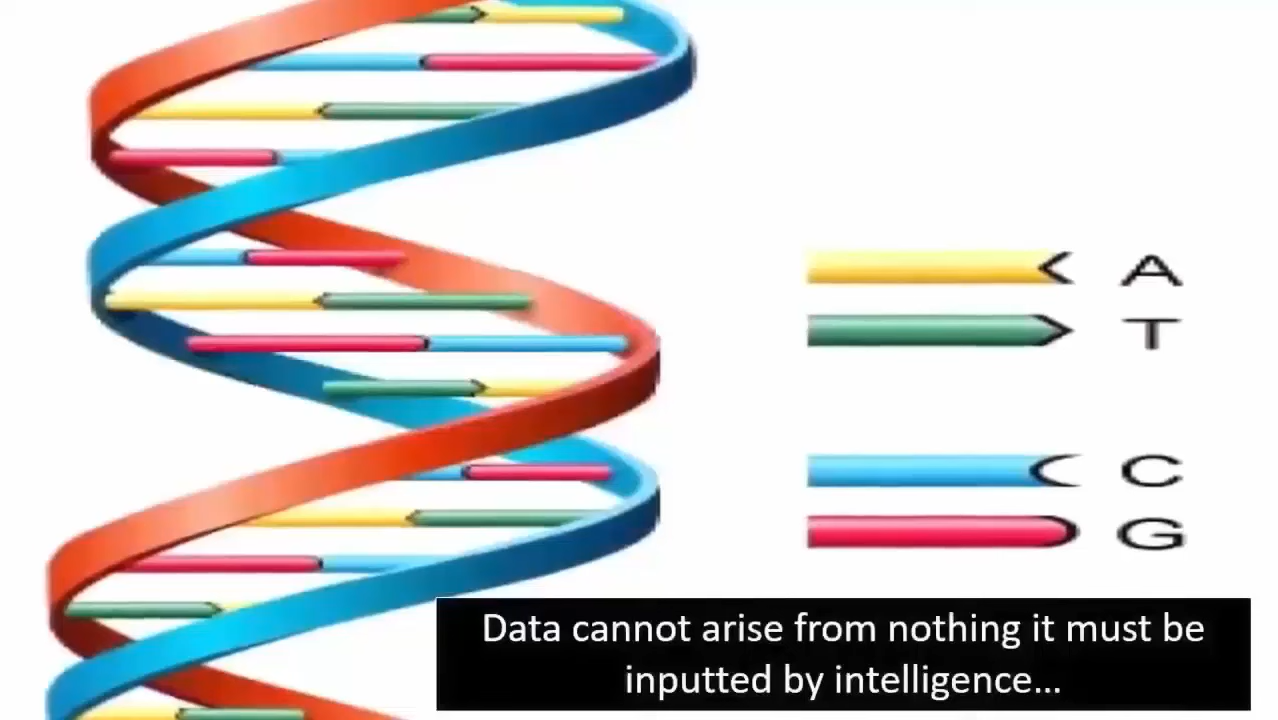 A
T
C
G
Data cannot arise from nothing it must be
inputted by intelligence...